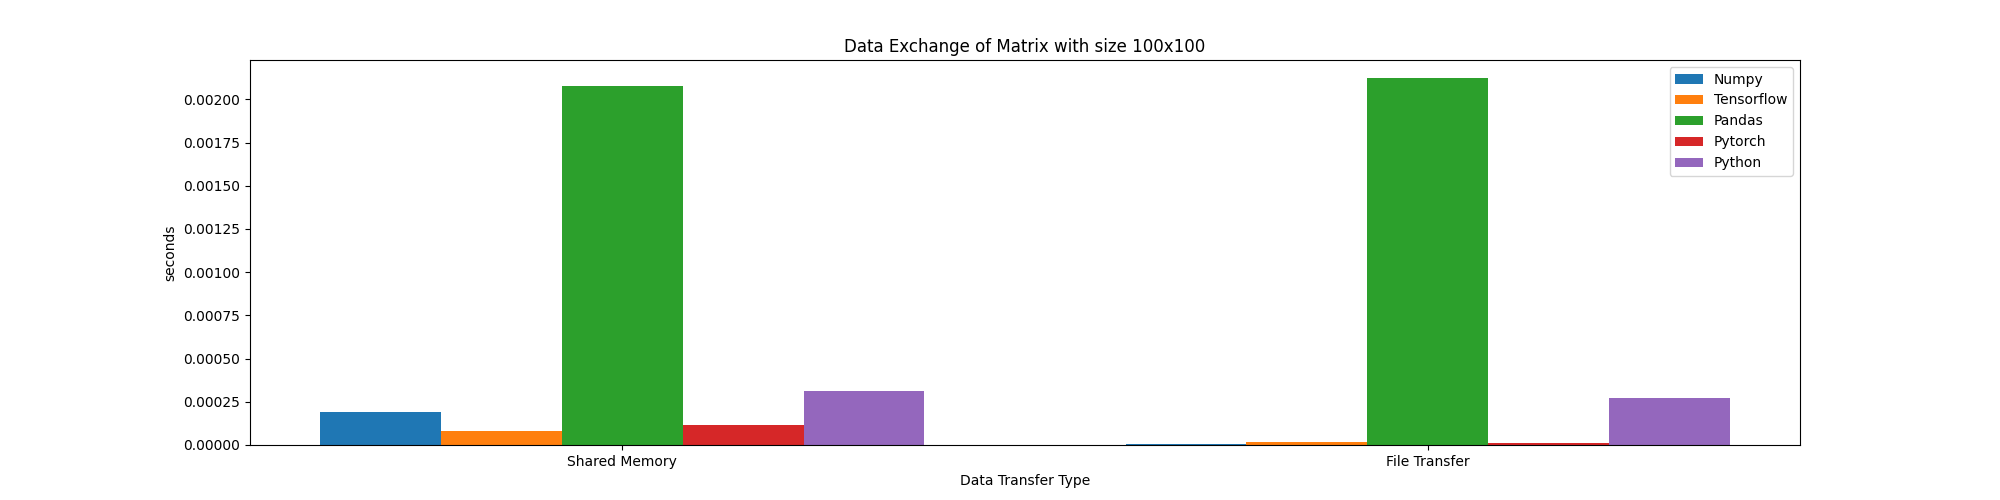 Data Exchange of Matrix with size 100x100
Numpy
Tensorflow
Pandas
Pytorch
Python
seconds
0.00200
0.00175
0.00150
0.00125
0.00100
0.00075
0.00050
0.00025
0.00000
Shared Memory
File Transfer
Data Transfer Type